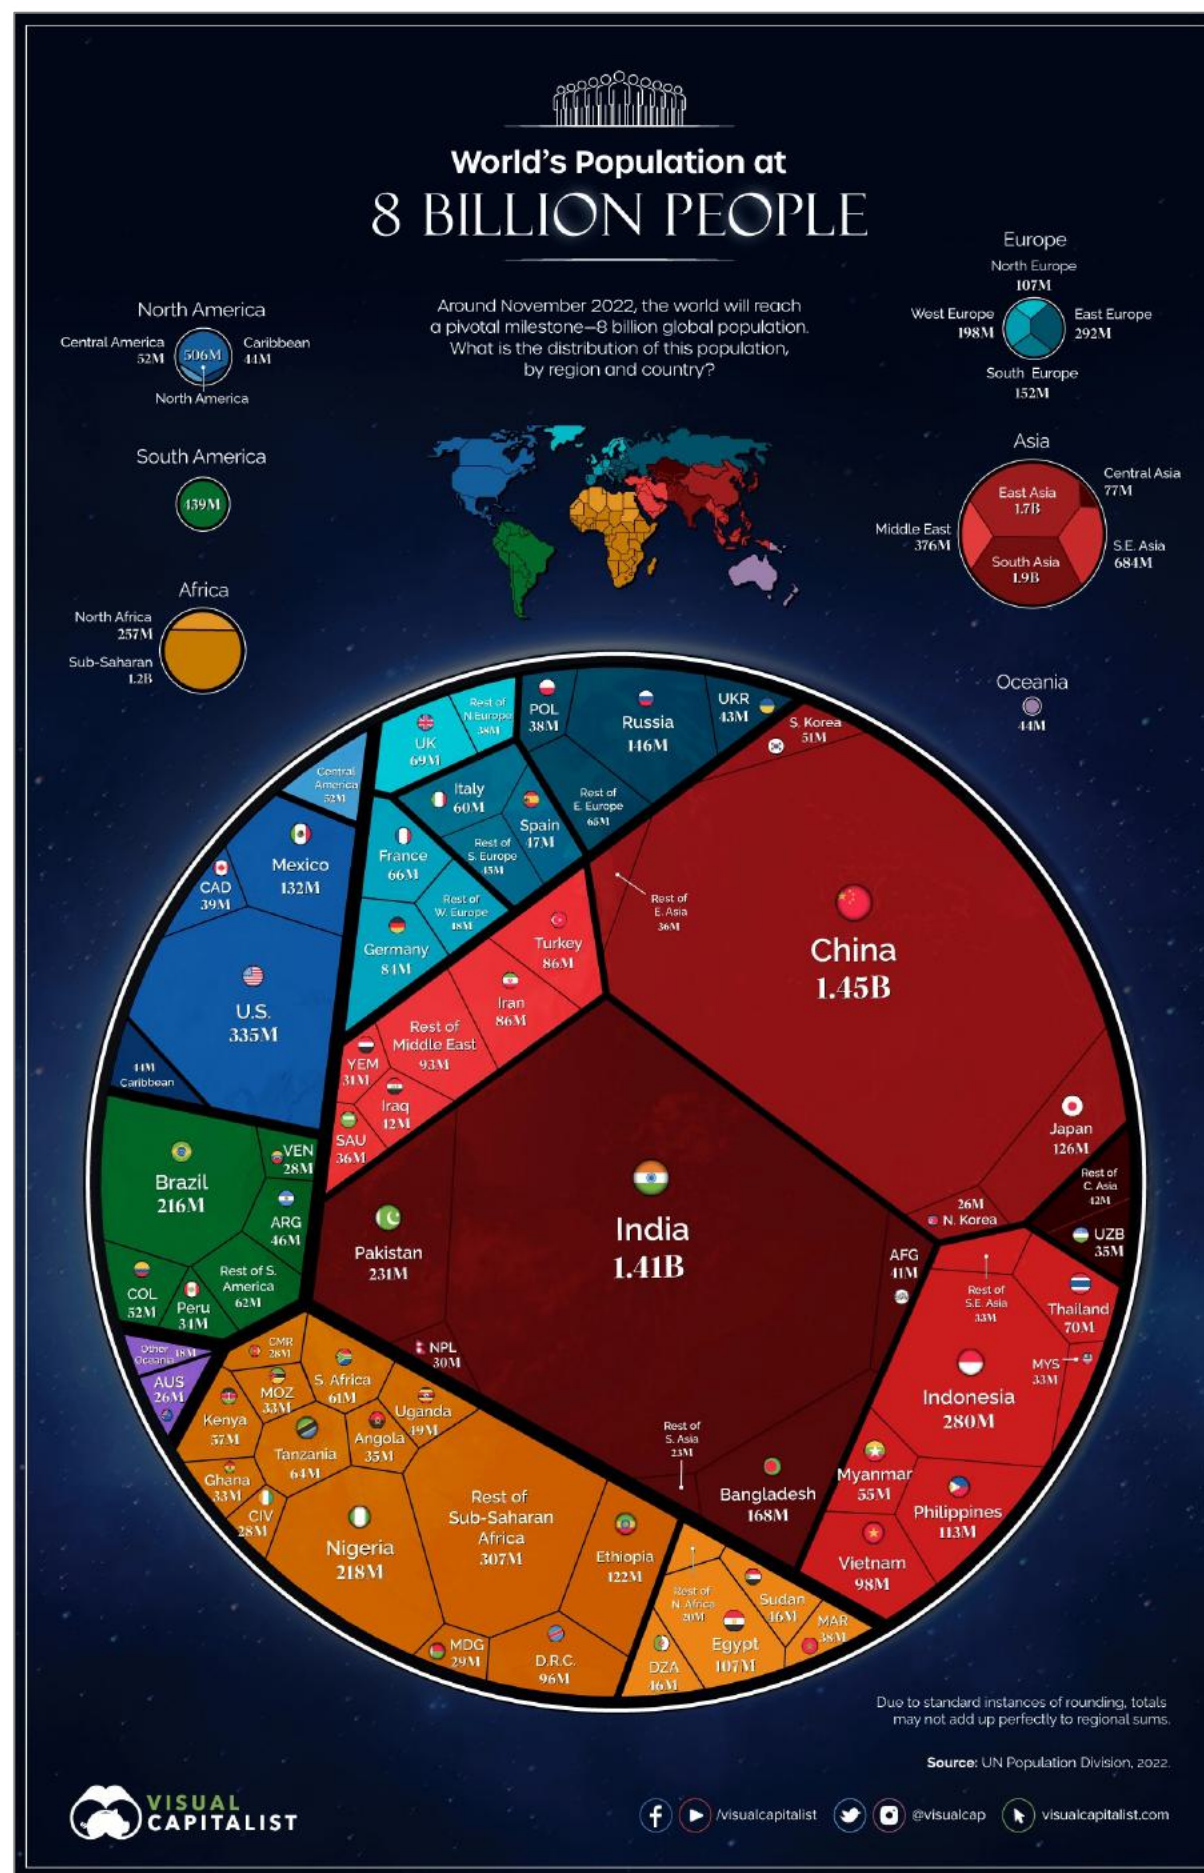 World's Population at
8 BILLION PEOPLE
Around November 2022, the world will reach
a pivotal milestone—8 billion global population.
What is the distribution of this population,
by region and country?
North America
Central America
52M
506M
Caribbean
44M
North America
South America
439M
Africa
North Africa
257M
Sub-Saharan
1.2B
Europe
North Europe
107M
West Europe
198M
East Europe
292M
South Europe
152M
Asia
East Asia
1.7B
Central Asia
77M
Middle East
376M
South Asia
1.9B
S.E. Asia
684M
Oceania
44M
UK
69M
Rest of
N.Europe
38M
POL
38M
Russia
146M
UKR
43M
Italy
60M
Spain
47M
Rest of
S. Europe
45M
Rest of
E. Europe
65M
France
66M
Rest of
W. Europe
48M
Germany
84M
Central
America
52M
Mexico
132M
CAD
39M
U.S.
335M
44M
Caribbean
S. Korea
51M
Rest of
E. Asia
36M
China
1.45B
Japan
126M
26M
N. Korea
Turkey
86M
Iran
86M
Rest of
Middle East
93M
YEM
31M
Iraq
42M
SAU
36M
Rest of
C. Asia
42M
UZB
35M
Brazil
216M
VEN
28M
ARG
46M
COL
52M
Peru
34M
Rest of S.
America
62M
Pakistan
231M
India
1.41B
AFG
41M
NPL
30M
Rest of
S. Asia
23M
Bangladesh
168M
Rest of
S.E. Asia
33M
Thailand
70M
MYS
33M
Indonesia
280M
Myanmar
55M
Philippines
113M
Vietnam
98M
Other
Oceania 18M
AUS
26M
CMR
28M
MOZ
33M
S. Africa
61M
Kenya
57M
Tanzania
64M
Angola
35M
Uganda
49M
Ghana
33M
CIV
28M
Nigeria
218M
Rest of
Sub-Saharan
Africa
307M
Ethiopia
122M
MDG
29M
D.R.C.
96M
Rest of
N. Africa
20M
Sudan
46M
MAR
38M
Egypt
107M
DZA
46M
Due to standard instances of rounding, totals
may not add up perfectly to regional sums.
Source: UN Population Division, 2022.
VISUAL
CAPITALIST
/visualcapitalist
@visualcap
visualcapitalist.com